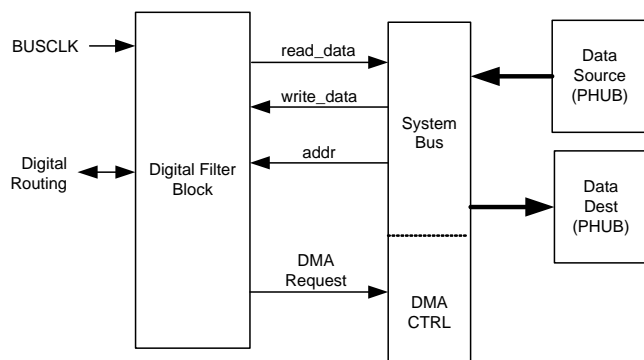 BUSCLK
Digital
Routing
Digital Filter
Block
read_data
write_data
addr
DMA
Request
System
Bus
DMA
CTRL
Data
Source
(PHUB)
Data
Dest
(PHUB)